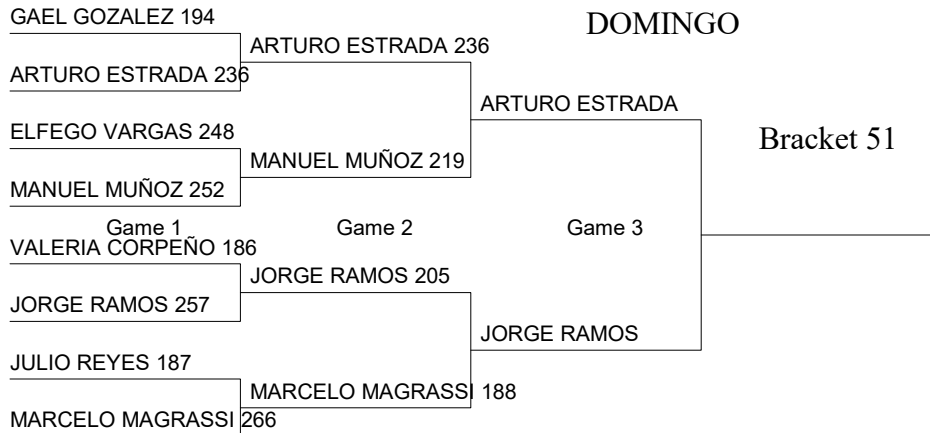 GAEL GOZALEZ 194
DOMINGO
ARTURO ESTRADA 236
ARTURO ESTRADA 236
ARTURO ESTRADA
ELFEGO VARGAS 248
Bracket 51
MANUEL MUÑOZ 219
MANUEL MUÑOZ 252
Game 1
Game 2
Game 3
VALERIA CORPEÑO 186
JORGE RAMOS 205
JORGE RAMOS 257
JORGE RAMOS
JULIO REYES 187
MARCELO MAGRASSI 188
MARCELO MAGRASSI 266